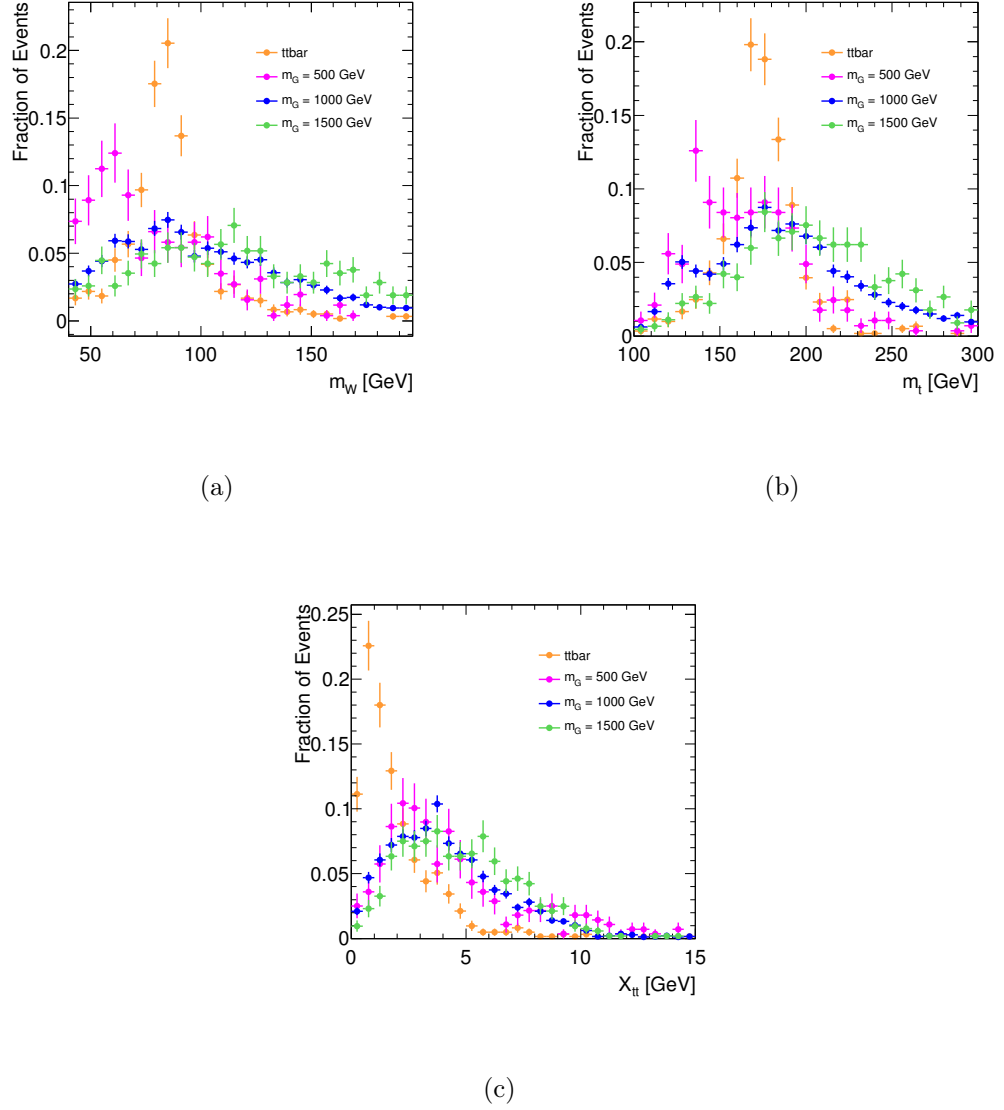 Fraction of Events
0.2
0.15
0.1
0.05
0
ttbar
m_G = 500 GeV
m_G = 1000 GeV
m_G = 1500 GeV
50
100
150
m_W [GeV]
(a)
Fraction of Events
0.2
0.15
0.1
0.05
0
ttbar
m_G = 500 GeV
m_G = 1000 GeV
m_G = 1500 GeV
100
150
200
250
300
m_t [GeV]
(b)
Fraction of Events
0.25
0.2
0.15
0.1
0.05
0
ttbar
m_G = 500 GeV
m_G = 1000 GeV
m_G = 1500 GeV
0
5
10
15
X_tt [GeV]
(c)